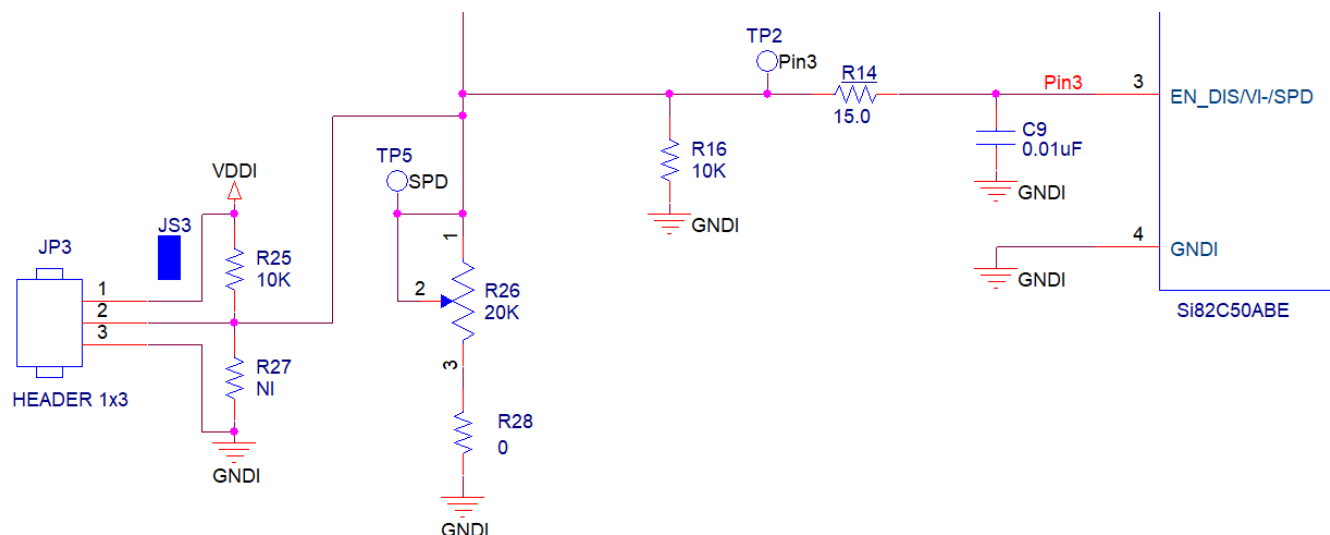 TP2
Pin3
R14
15.0
Pin3
3
EN_DIS/VI-/SPD
C9
0.01uF
GNDI
R16
10K
GNDI
TP5
SPD
VDDI
JS3
JP3
R25
10K
1
2
3
R27
NI
HEADER 1x3
GNDI
1
2
R26
20K
3
R28
0
GNDI
4
GNDI
GNDI
Si82C50ABE